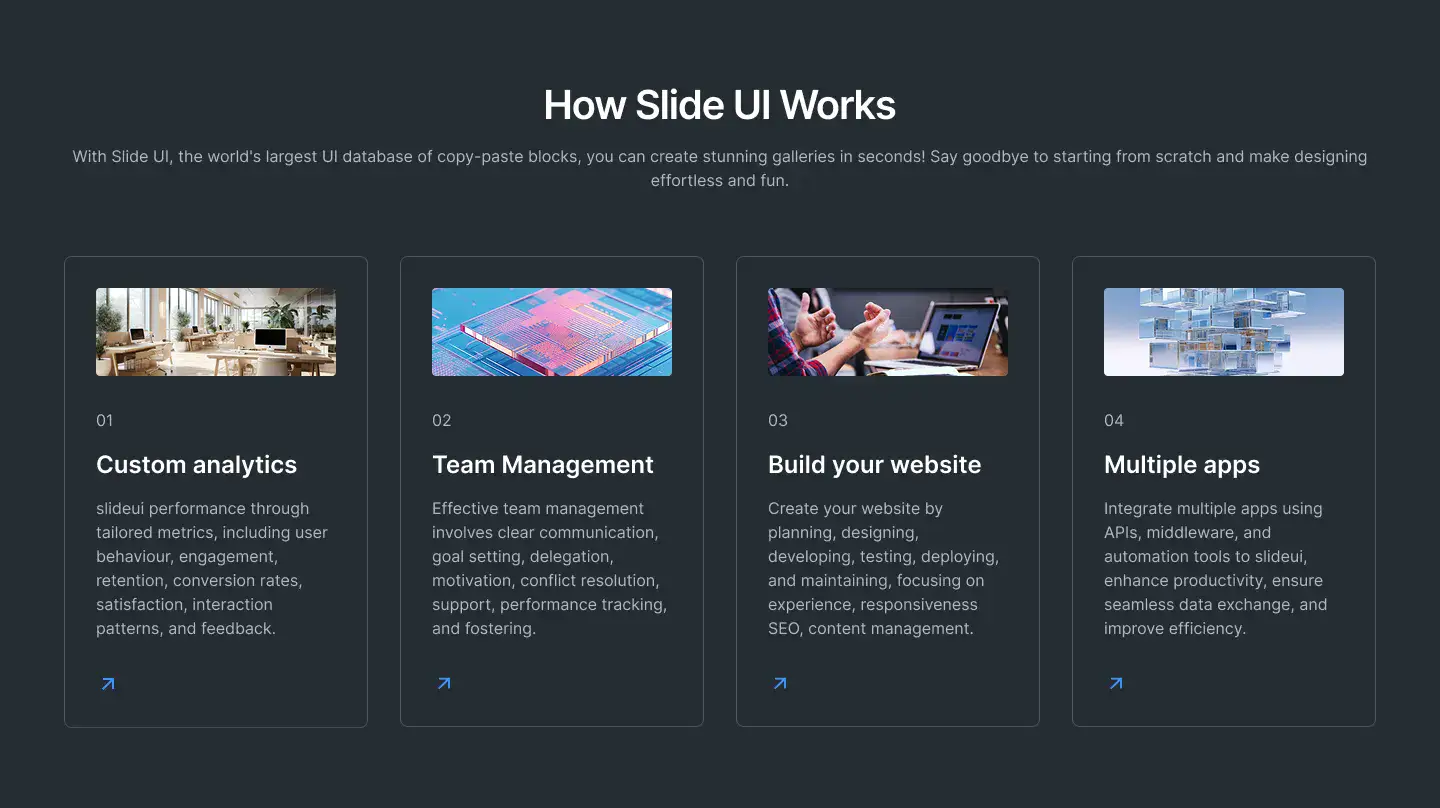 How Slide UI Works
With Slide UI, the world's largest UI database of copy-paste blocks, you can create stunning galleries in seconds! Say goodbye to starting from scratch and make designing
effortless and fun.
01
Custom analytics
slideui performance through
tailored metrics, including user
behaviour, engagement,
retention, conversion rates,
satisfaction, interaction
patterns, and feedback.
02
Team Management
Effective team management
involves clear communication,
goal setting, delegation,
motivation, conflict resolution,
support, performance tracking,
and fostering.
03
Build your website
Create your website by
planning, designing,
developing, testing, deploying,
and maintaining, focusing on
experience, responsiveness
SEO, content management.
04
Multiple apps
Integrate multiple apps using
APIs, middleware, and
automation tools to slideui,
enhance productivity, ensure
seamless data exchange, and
improve efficiency.